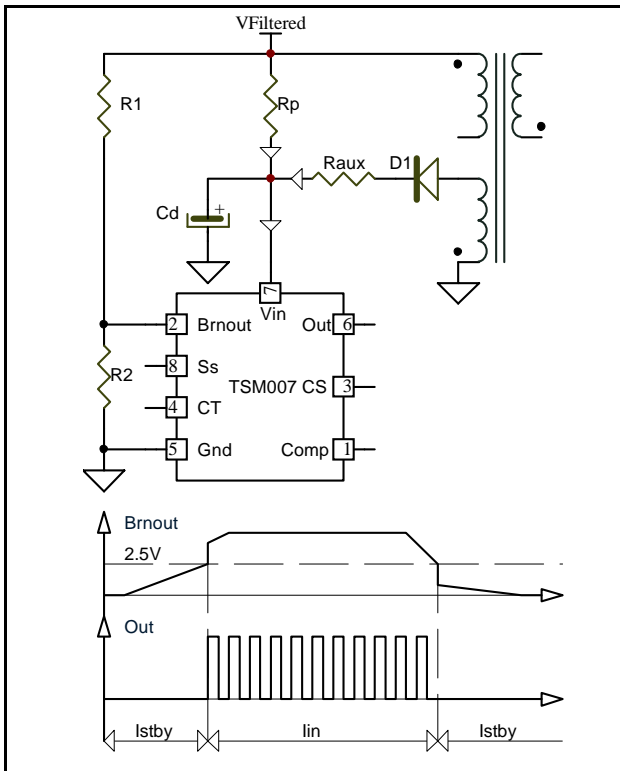 VFiltered
R1
Rp
Raux
D1
Cd
+
7
Vin
2 Brnout
Out 6
R2
8 Ss
TSM007 CS 3
4 CT
5 Gnd
Comp 1
Brnout
2.5V
Out
Istby
Iin
Istby